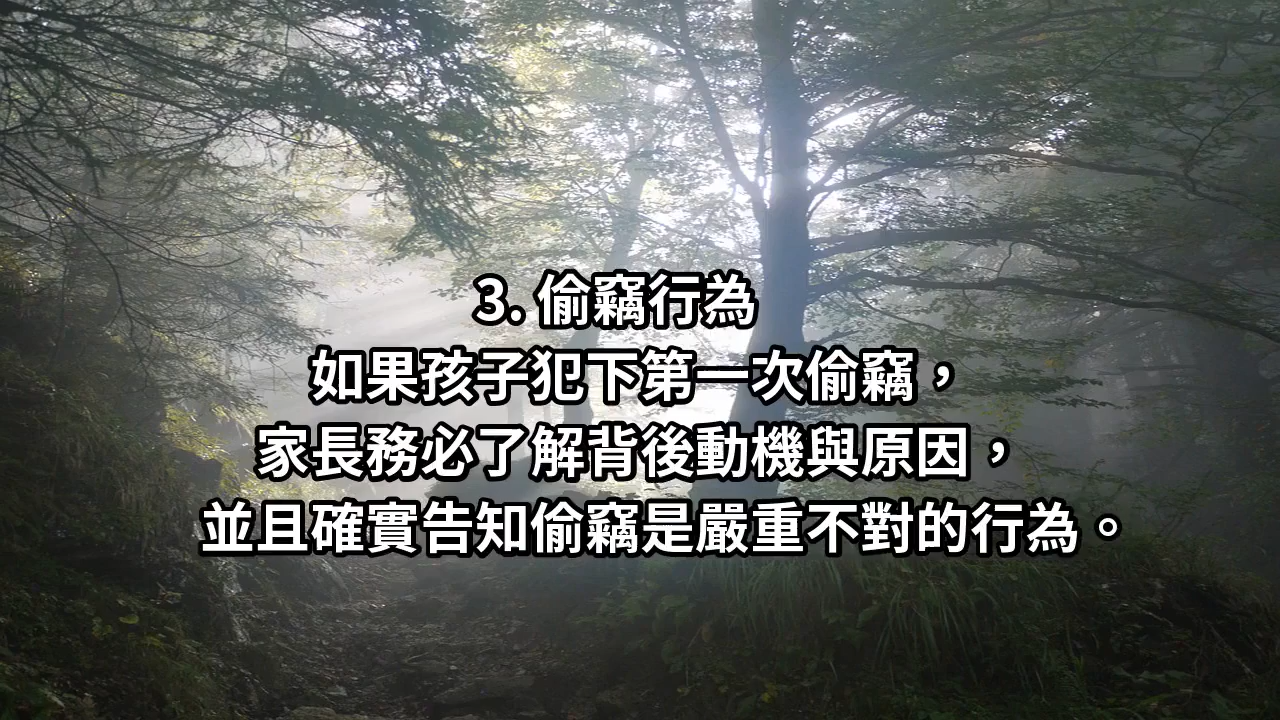 3. 偷竊行為
如果孩子犯下第一次偷竊，
家長務必了解背後動機與原因，
並且確實告知偷竊是嚴重不對的行為。